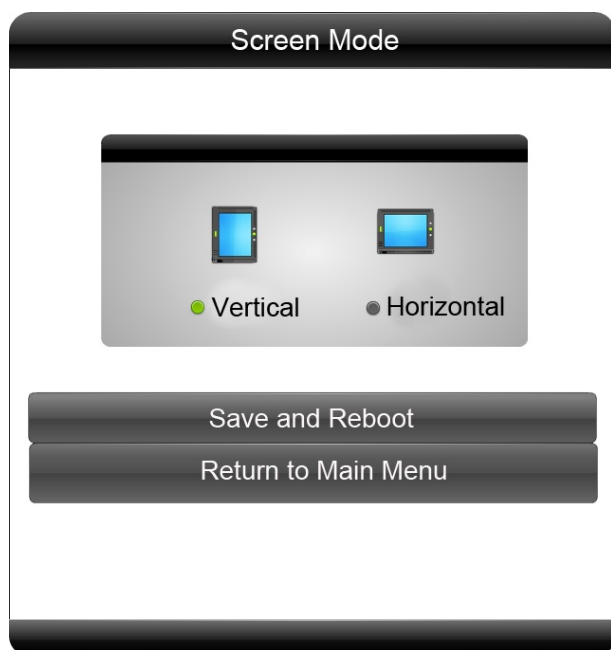 Screen Mode
Vertical
Horizontal
Save and Reboot
Return to Main Menu